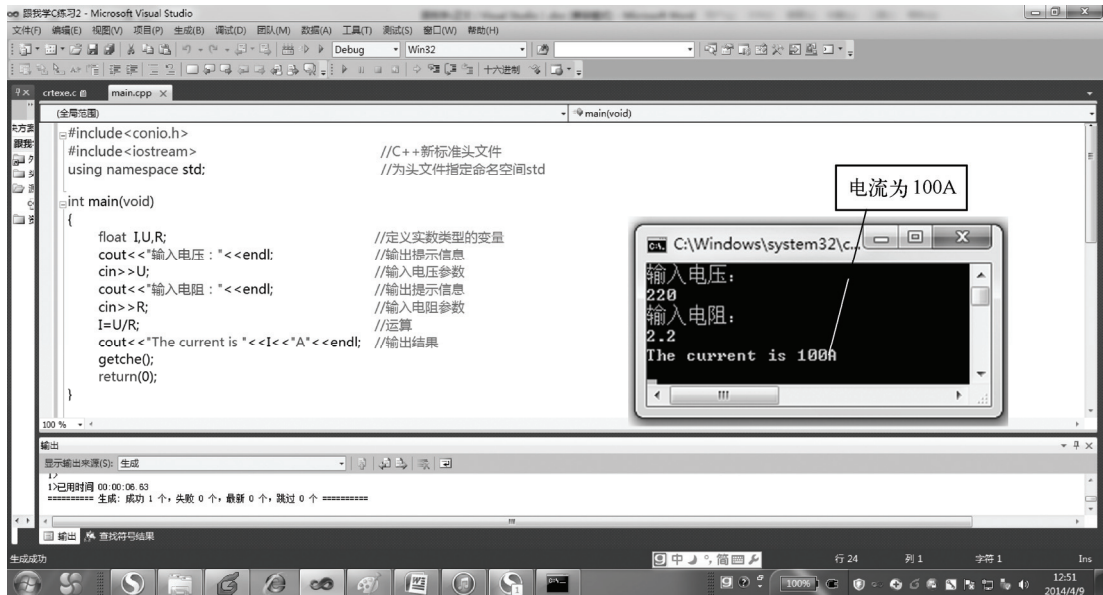 跟我学C练习2 - Microsoft Visual Studio
文件(F) 编辑(E) 视图(V) 项目(P) 生成(B) 调试(D) 团队(M) 数据(A) 工具(T) 测试(S) 窗口(W) 帮助(H)
Debug Win32
十六进制
crtexe.c main.cpp
(全局范围) main(void)
#include<conio.h>
#include<iostream> //C++新标准头文件
using namespace std; //为头文件指定命名空间std
int main(void)
{
float I,U,R; //定义实数类型的变量
cout<<"输入电压："<<endl; //输出提示信息
cin>>U; //输入电压参数
cout<<"输入电阻："<<endl; //输出提示信息
cin>>R; //输入电阻参数
I=U/R; //运算
cout<<"The current is "<<I<<"A"<<endl; //输出结果
getche();
return(0);
}
电流为100A
C:\Windows\system32\c...
输入电压：
220
输入电阻：
2.2
The current is 100A
100 %
输出
显示输出来源(S): 生成
1>
1>已用时间 00:00:06.63
========== 生成: 成功 1 个，失败 0 个，最新 0 个，跳过 0 个 ==========
输出 查找符号结果
生成成功 行 24 列 1 字符 1 Ins
中 简
100%
12:51
2014/4/9